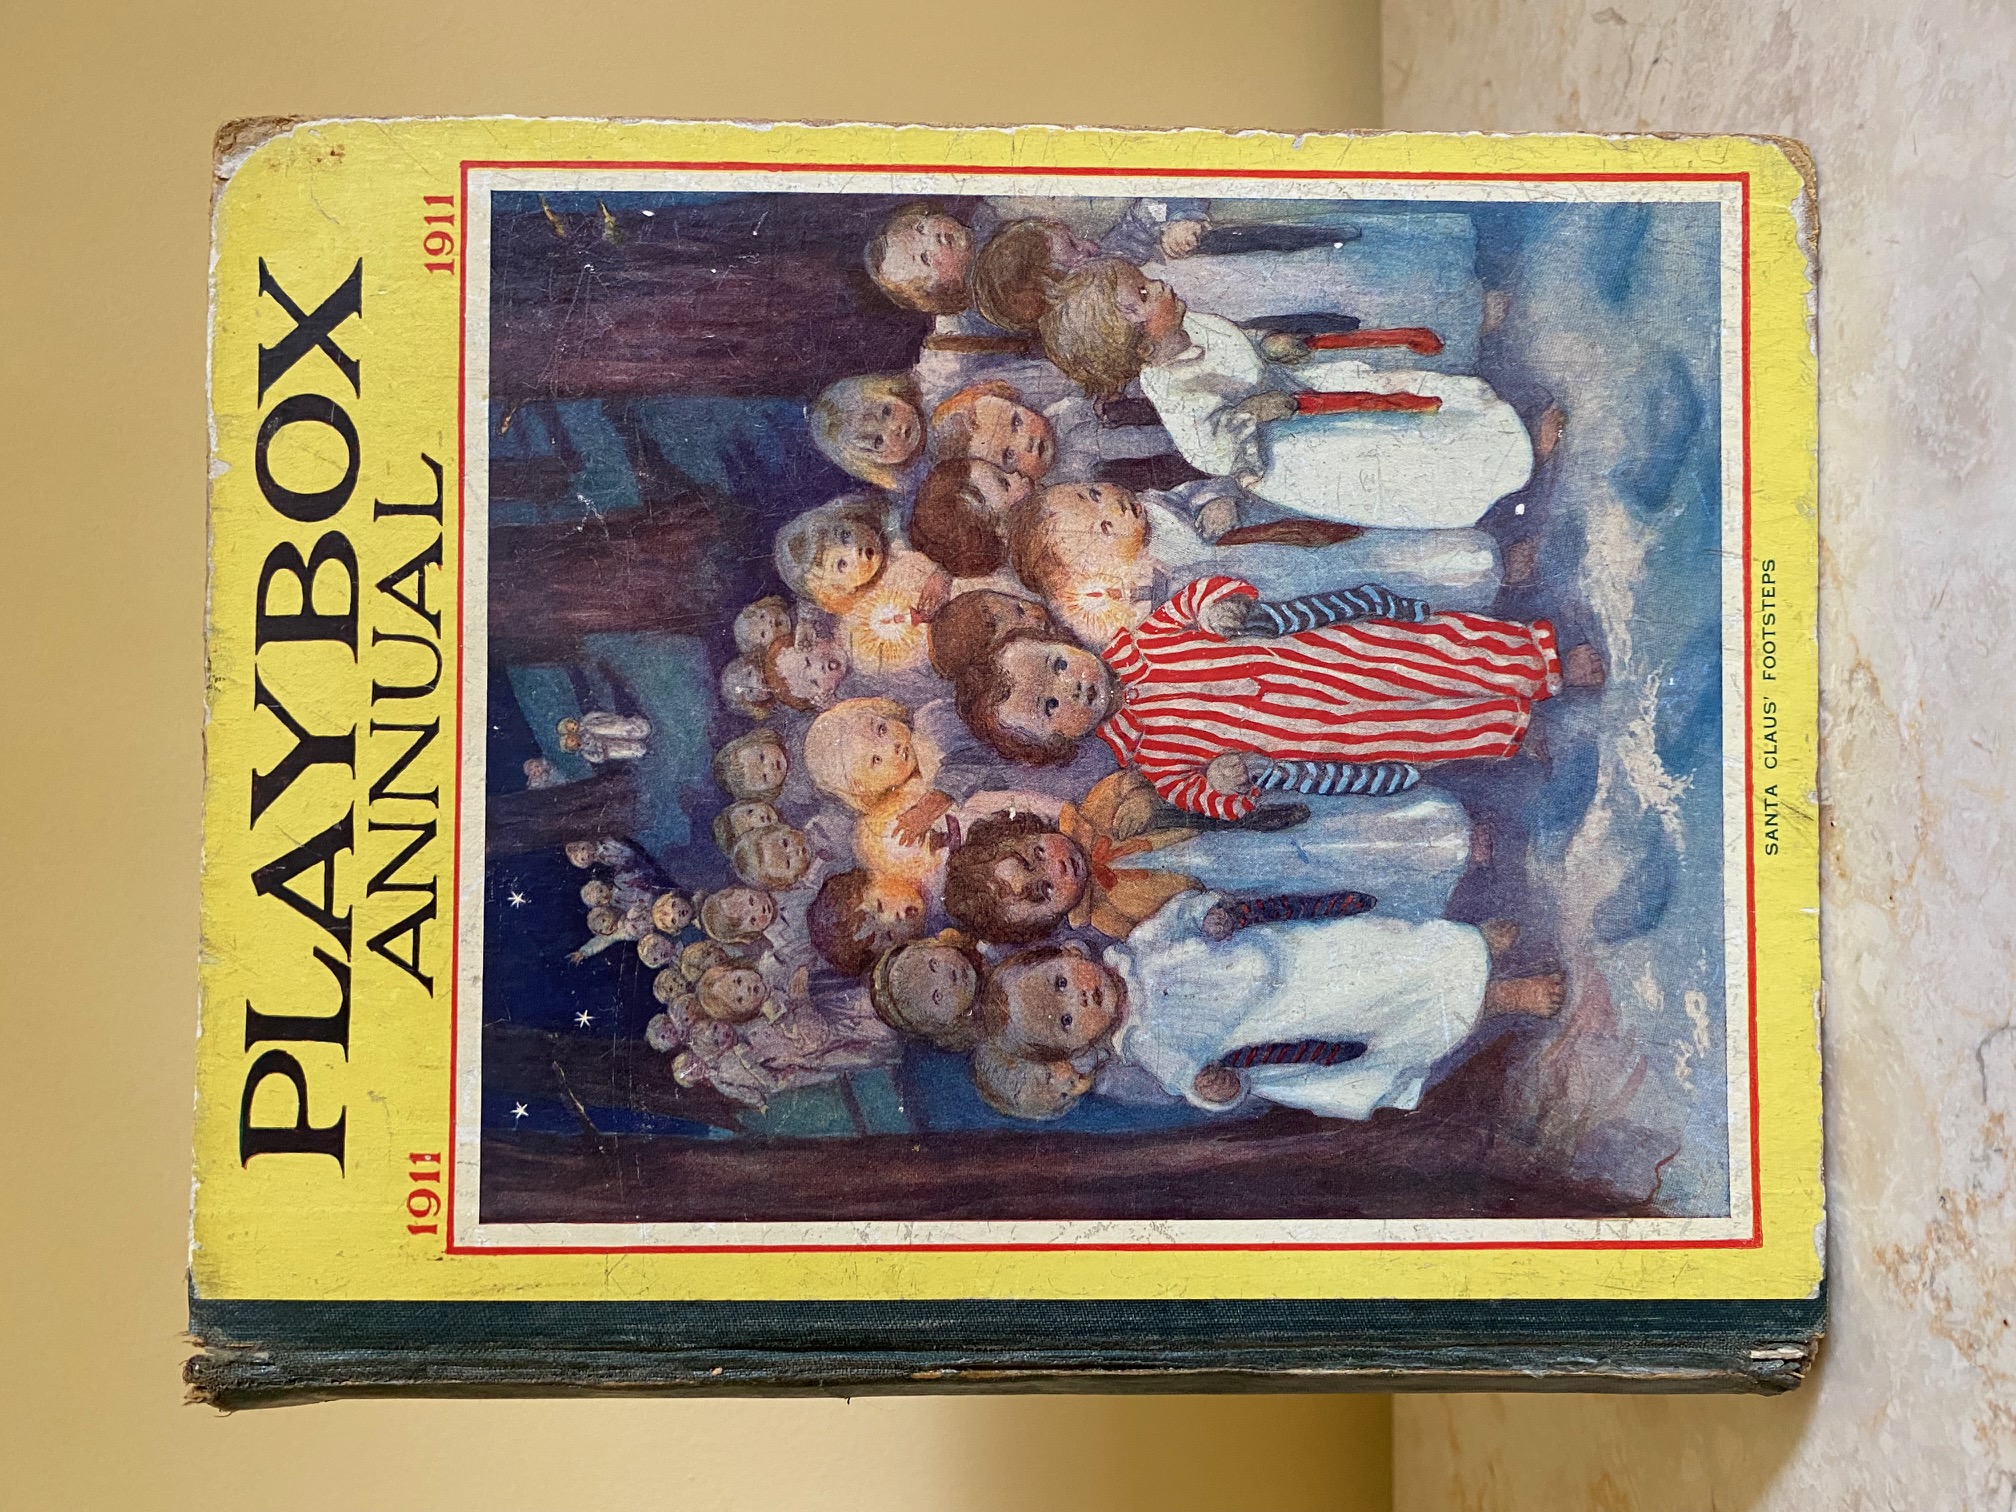 PLAYBOX
1911 ANNUAL 1911
SANTA CLAUS' FOOTSTEPS